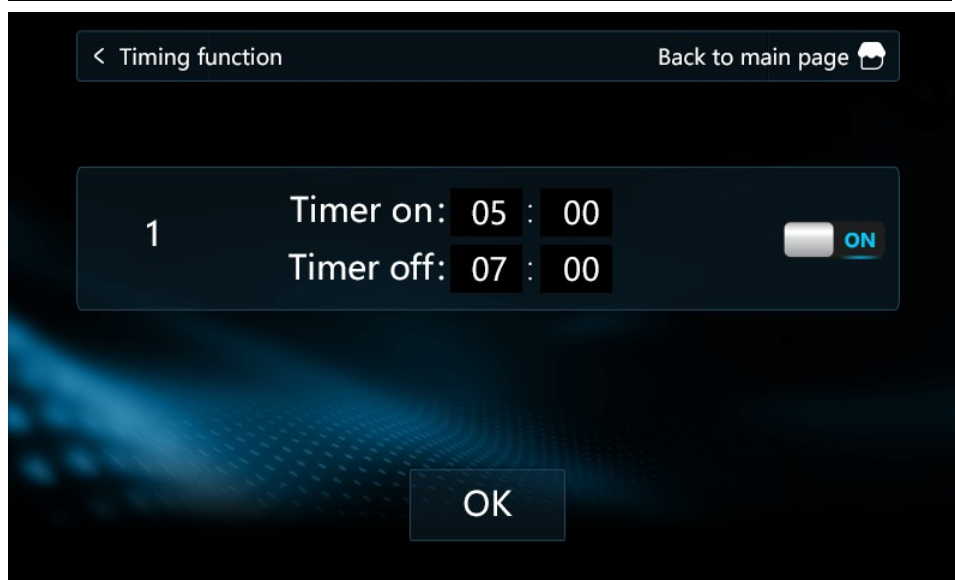 < Timing function Back to main page
1
Timer on: 05 : 00
Timer off: 07 : 00
ON
OK